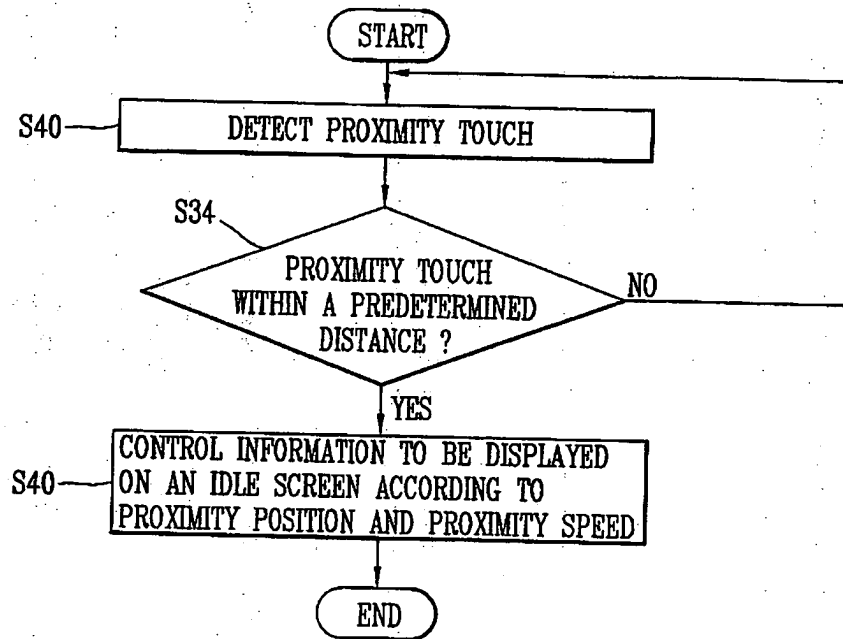 START
S40
DETECT PROXIMITY TOUCH
S34
PROXIMITY TOUCH
WITHIN A PREDETERMINED
DISTANCE ?
NO
YES
S40
CONTROL INFORMATION TO BE DISPLAYED
ON AN IDLE SCREEN ACCORDING TO
PROXIMITY POSITION AND PROXIMITY SPEED
END